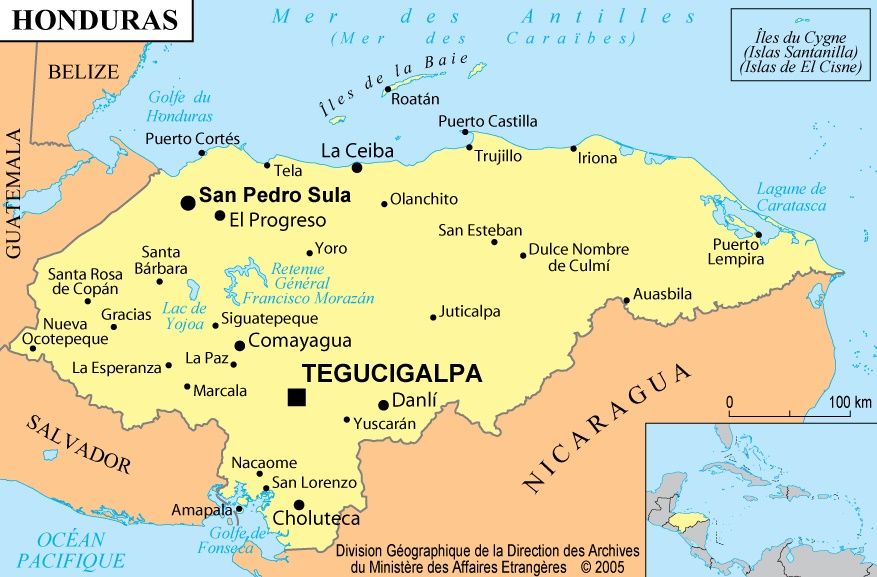 HONDURAS
Mer des Antilles
(Mer des Caraïbes)
Îles du Cygne
(Islas Santanilla)
(Islas de El Cisne)
BELIZE
GUATEMALA
Golfe du
Honduras
Îles de la Baie
Roatán
Puerto Castilla
Puerto Cortés
La Ceiba
Tela
Trujillo
Iriona
San Pedro Sula
El Progreso
Olanchito
Lagune de
Caratasca
San Esteban
Yoro
Dulce Nombre
de Culmí
Puerto
Lempira
Santa
Bárbara
Santa Rosa
de Copán
Retenue
Général
Francisco Morazán
Lac de
Yojoa
Auasbila
Gracias
Siguatepeque
Juticalpa
Nueva
Ocotepeque
Comayagua
La Paz
La Esperanza
TEGUCIGALPA
Marcala
Danlí
Yuscarán
NICARAGUA
0 100 km
SALVADOR
Nacaome
San Lorenzo
Amapala
Choluteca
Golfe de
Fonseca
OCÉAN
PACIFIQUE
Division Géographique de la Direction des Archives
du Ministère des Affaires Etrangères © 2005